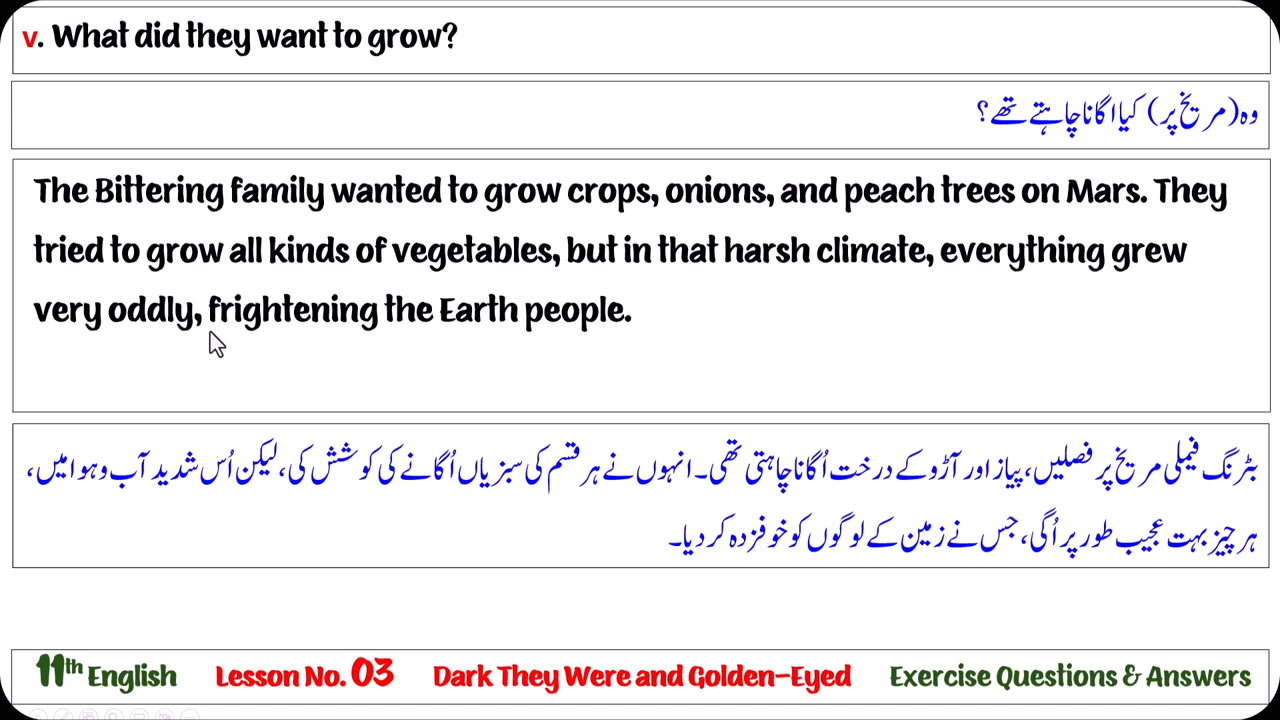 v. What did they want to grow?
وہ (مریخ پر) کیا اگانا چاہتے تھے؟
The Bittering family wanted to grow crops, onions, and peach trees on Mars. They
tried to grow all kinds of vegetables, but in that harsh climate, everything grew
very oddly, frightening the Earth people.
بٹرنگ فیملی مریخ پر فصلیں، پیاز اور آڑو کے درخت اُگانا چاہتی تھی۔ انہوں نے ہر قسم کی سبزیاں اُگانے کی کوشش کی، لیکن اُس شدید آب و ہوا میں،
ہر چیز بہت عجیب طور پر اُگی، جس نے زمین کے لوگوں کو خوفزدہ کر دیا۔
11th English Lesson No. 03 Dark They Were and Golden-Eyed Exercise Questions & Answers